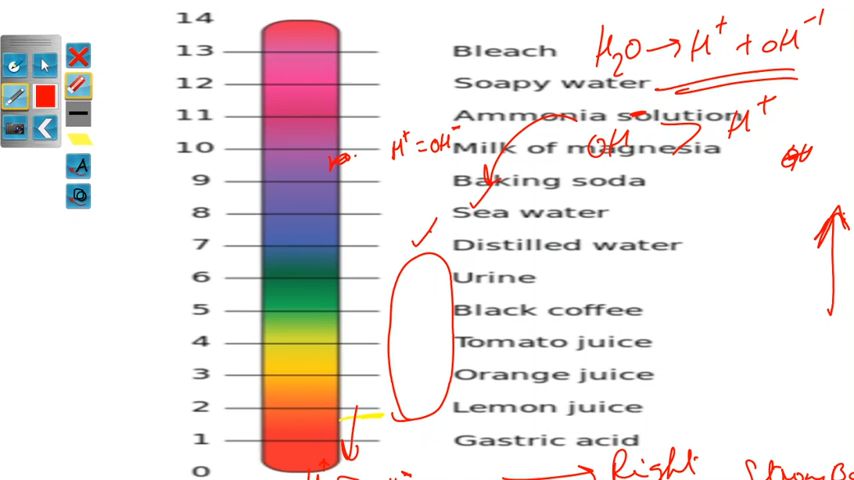 14
13 Bleach H₂O → H⁺ + OH⁻¹
12 Soapy water
11 Ammonia solution
H⁺ = OH⁻ OH > H⁺
10 Milk of magnesia
9 Baking soda
8 Sea water
7 Distilled water
6 Urine
5 Black coffee
4 Tomato juice
3 Orange juice
2 Lemon juice
1 Gastric acid
0
→ Right
A